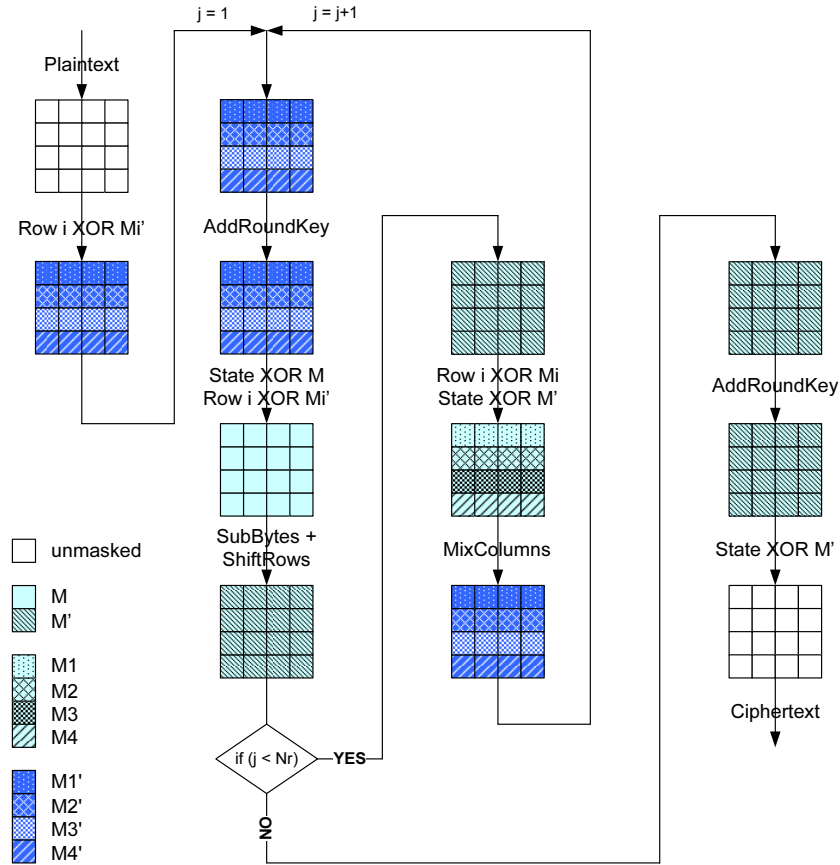 j = 1
j = j+1
Plaintext
Row i XOR Mi’
AddRoundKey
State XOR M
Row i XOR Mi’
SubBytes +
ShiftRows
if (j < Nr)
YES
NO
Row i XOR Mi
State XOR M’
MixColumns
AddRoundKey
State XOR M’
Ciphertext
unmasked
M
M’
M1
M2
M3
M4
M1'
M2'
M3'
M4'